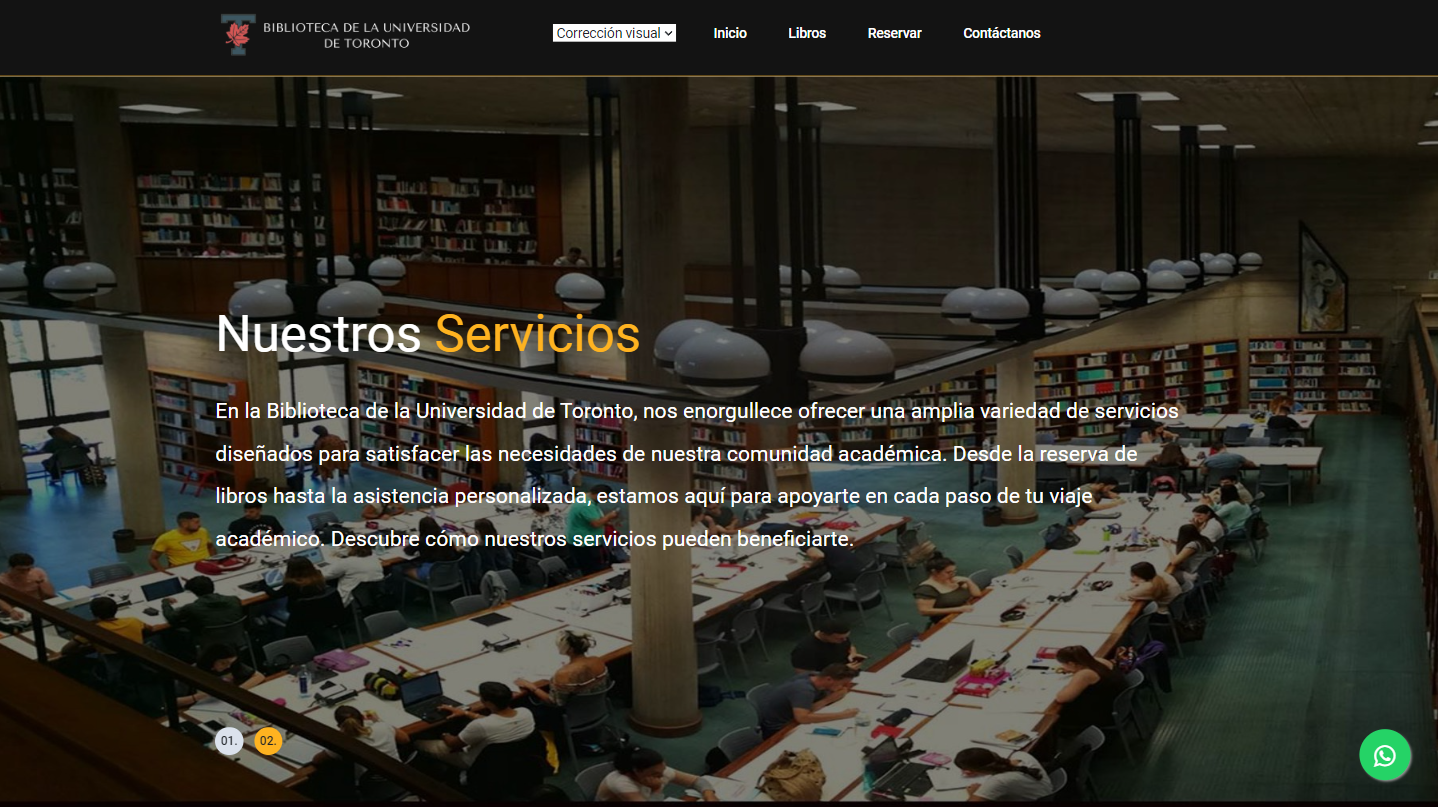 BIBLIOTECA DE LA UNIVERSIDAD
DE TORONTO
Corrección visual
Inicio
Libros
Reservar
Contáctanos
Nuestros Servicios
En la Biblioteca de la Universidad de Toronto, nos enorgullece ofrecer una amplia variedad de servicios
diseñados para satisfacer las necesidades de nuestra comunidad académica. Desde la reserva de
libros hasta la asistencia personalizada, estamos aquí para apoyarte en cada paso de tu viaje
académico. Descubre cómo nuestros servicios pueden beneficiarte.
01.
02.